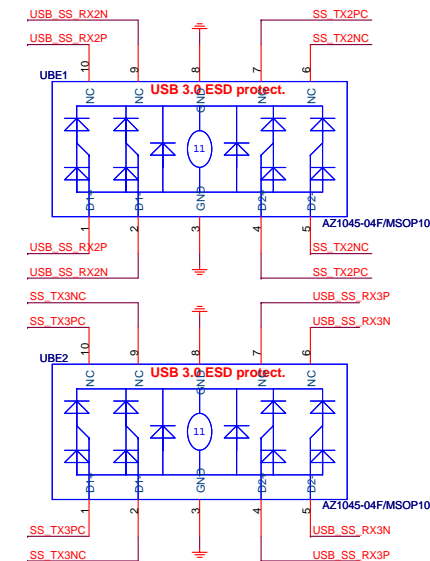 USB_SS_RX2N
SS_TX2PC
USB_SS_RX2P
SS_TX2NC
10
9
8
7
6
UBE1
USB 3.0 ESD protect.
NC
NC
GND
NC
NC
11
D1+
D1-
GND
D2+
D2-
AZ1045-04F/MSOP10
1
2
3
4
5
USB_SS_RX2P
SS_TX2NC
USB_SS_RX2N
SS_TX2PC
SS_TX3NC
USB_SS_RX3P
SS_TX3PC
USB_SS_RX3N
10
9
8
7
6
UBE2
USB 3.0 ESD protect.
NC
NC
GND
NC
NC
11
D1+
D1-
GND
D2+
D2-
AZ1045-04F/MSOP10
1
2
3
4
5
SS_TX3PC
USB_SS_RX3N
SS_TX3NC
USB_SS_RX3P